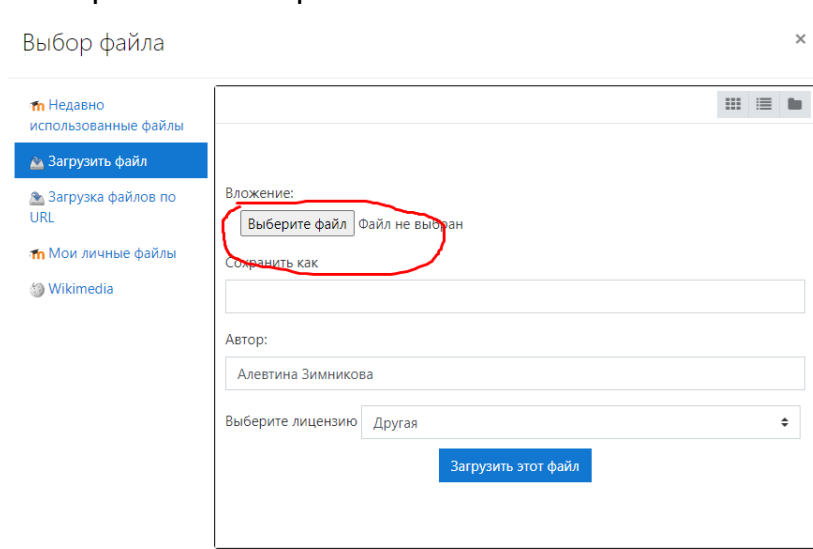 Выбор файла
×
Недавно
использованные файлы
Загрузить файл
Загрузка файлов по
URL
Мои личные файлы
Wikimedia
Вложение:
Выберите файл Файл не выбран
Сохранить как
Автор:
Алевтина Зимникова
Выберите лицензию Другая
Загрузить этот файл